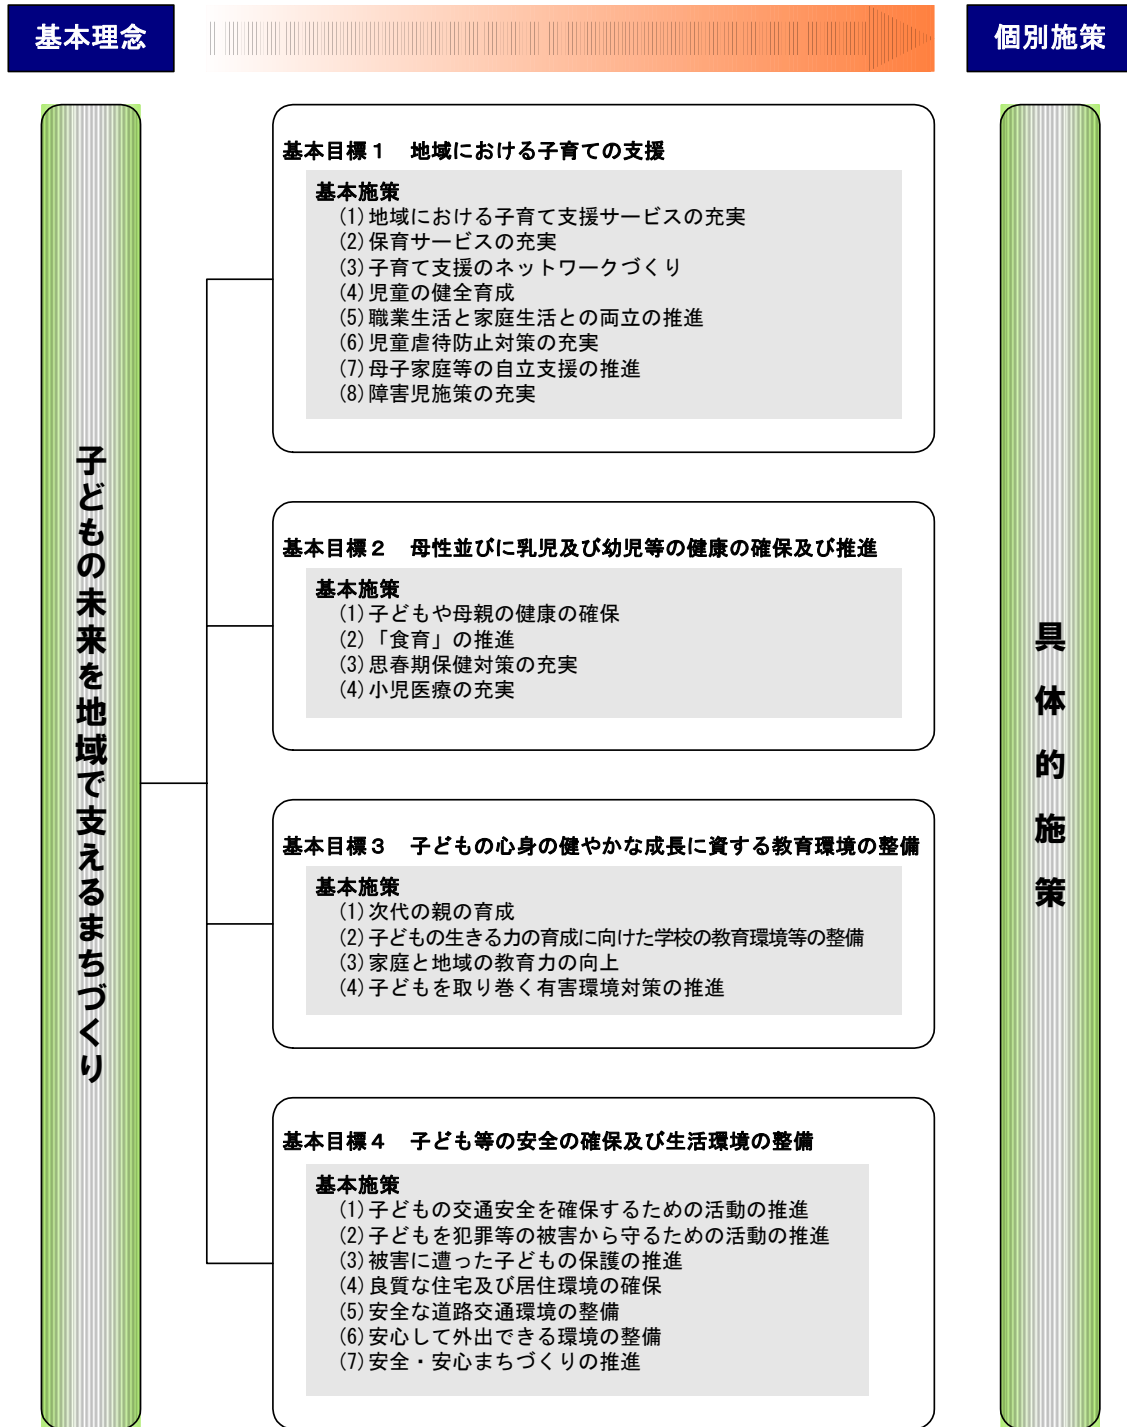 基本理念
個別施策
子どもの未来を地域で支えるまちづくり
基本目標１　地域における子育ての支援
基本施策
(1)地域における子育て支援サービスの充実
(2)保育サービスの充実
(3)子育て支援のネットワークづくり
(4)児童の健全育成
(5)職業生活と家庭生活との両立の推進
(6)児童虐待防止対策の充実
(7)母子家庭等の自立支援の推進
(8)障害児施策の充実
基本目標２　母性並びに乳児及び幼児等の健康の確保及び推進
基本施策
(1)子どもや母親の健康の確保
(2)「食育」の推進
(3)思春期保健対策の充実
(4)小児医療の充実
基本目標３　子どもの心身の健やかな成長に資する教育環境の整備
基本施策
(1)次代の親の育成
(2)子どもの生きる力の育成に向けた学校の教育環境等の整備
(3)家庭と地域の教育力の向上
(4)子どもを取り巻く有害環境対策の推進
基本目標４　子ども等の安全の確保及び生活環境の整備
基本施策
(1)子どもの交通安全を確保するための活動の推進
(2)子どもを犯罪等の被害から守るための活動の推進
(3)被害に遭った子どもの保護の推進
(4)良質な住宅及び居住環境の確保
(5)安全な道路交通環境の整備
(6)安心して外出できる環境の整備
(7)安全・安心まちづくりの推進
具体的施策